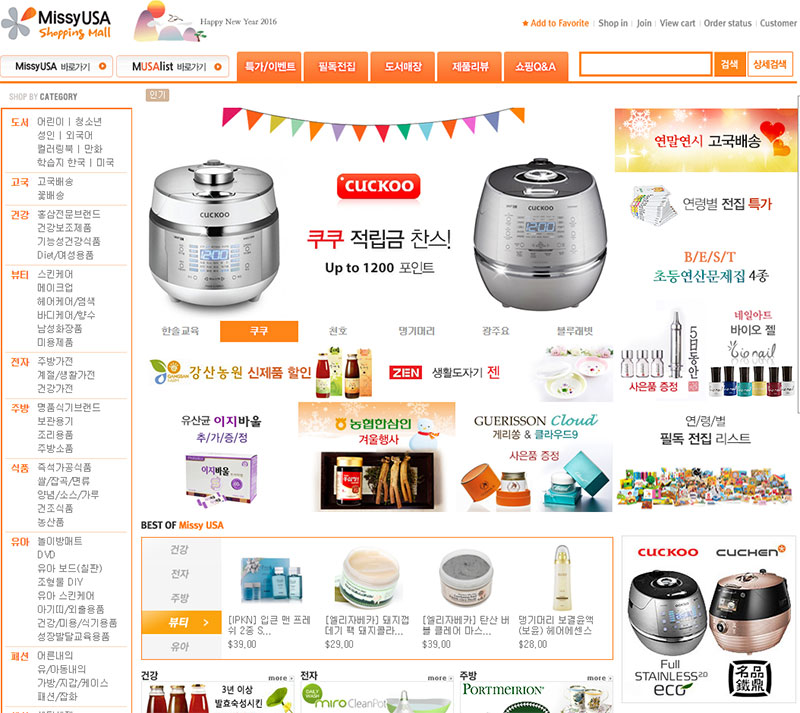 MissyUSA
Shopping Mall
Happy New Year 2016
Add to Favorite | Shop in | Join | View cart | Order status | Customer
MissyUSA 바로가기
MUSAlist 바로가기
특가/이벤트
필독전집
도서매장
제품리뷰
쇼핑Q&A
검색
상세검색
SHOP BY CATEGORY
인기
도서 어린이 | 청소년
성인 | 외국어
컬러링북 | 만화
학습지 한국 | 미국
고국 고국배송
꽃배송
건강 홍삼전문브랜드
건강보조제품
기능성건강식품
Diet/여성용품
뷰티 스킨케어
메이크업
헤어케어/염색
바디케어/향수
남성화장품
미용제품
전자 주방가전
계절/생활가전
건강가전
주방 명품식기브랜드
보관용기
조리용품
주방소품
식품 즉석가공식품
쌀/잡곡/면류
양념/소스/가루
건조식품
농산품
유아 놀이방매트
DVD
유아 보드(칠판)
조형물 DIY
유아 스킨케어
아기띠/외출용품
건강/미용/식기용품
성장발달교육용품
패션 어른내의
유/아동내의
가방/지갑/케이스
패션/잡화
CUCKOO
CUCKOO
CUCKOO
쿠쿠 적립금 찬스!
Up to 1200 포인트
한솔교육
쿠쿠
천호
댕기머리
광주요
블루래빗
연말연시 고국배송
연령별 전집 특가
B/E/S/T
초등연산문제집 4종
강산농원 신제품 할인
ZEN 생활도자기 젠
5일동안
사은품 증정
네일아트
바이오 젤
bio nail
유산균 이지바울
추/가/증/정
이지바울
농협한삼인
겨울행사
GUERISSON Cloud9
게리쏭 & 클라우드9
사은품 증정
연/령/별
필독 전집 리스트
BEST OF Missy USA
건강
전자
주방
뷰티 >
유아
[IPKN] 입큰 맨 프레
쉬 2종 S...
$39,00
[엘리자베카] 돼지껍
데기 팩 돼지콜라...
$29,00
[엘리자베카] 탄산 버
블 클레어 마스...
$39,00
댕기머리 보결윤액
(보윤) 헤어에센스
$28,00
CUCKOO
CUCHEN
Full
STAINLESS 2.0
eco
名品
鐵鼎
건강
more
3년 이상
발효숙성시킨
전자
more
DAILY WASH
miro CleanPot
주방
more
PORTMEIRION